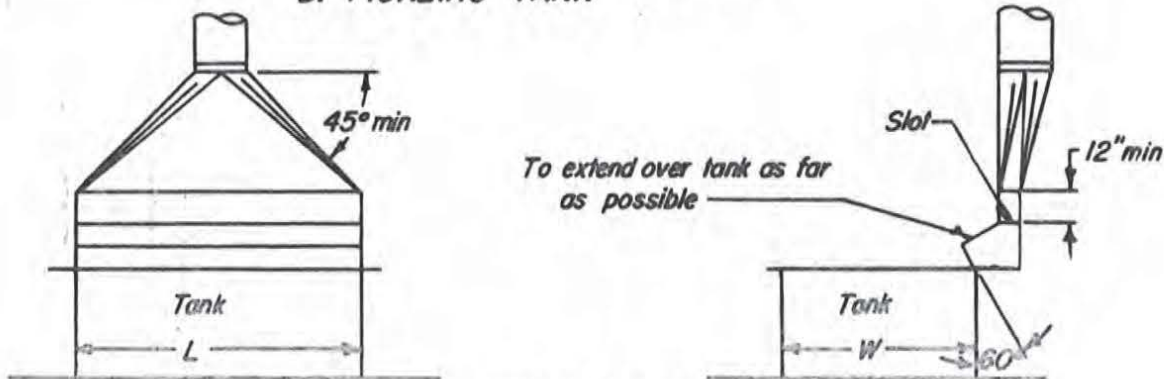 45° min
Tank
L
Slot
12" min
To extend over tank as far
as possible
Tank
W
60